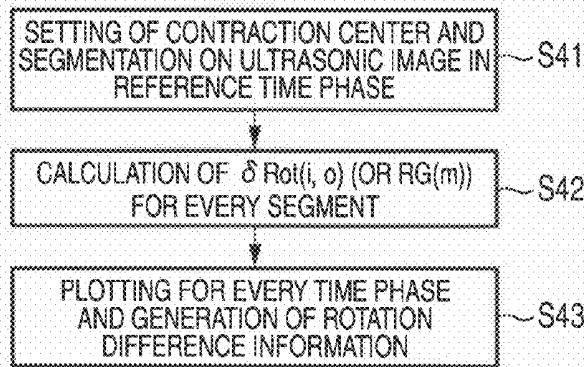 SETTING OF CONTRACTION CENTER AND
SEGMENTATION ON ULTRASONIC IMAGE IN
REFERENCE TIME PHASE
S41
CALCULATION OF δ Rot(i, o) (OR RG(m))
FOR EVERY SEGMENT
S42
PLOTTING FOR EVERY TIME PHASE
AND GENERATION OF ROTATION
DIFFERENCE INFORMATION
S43